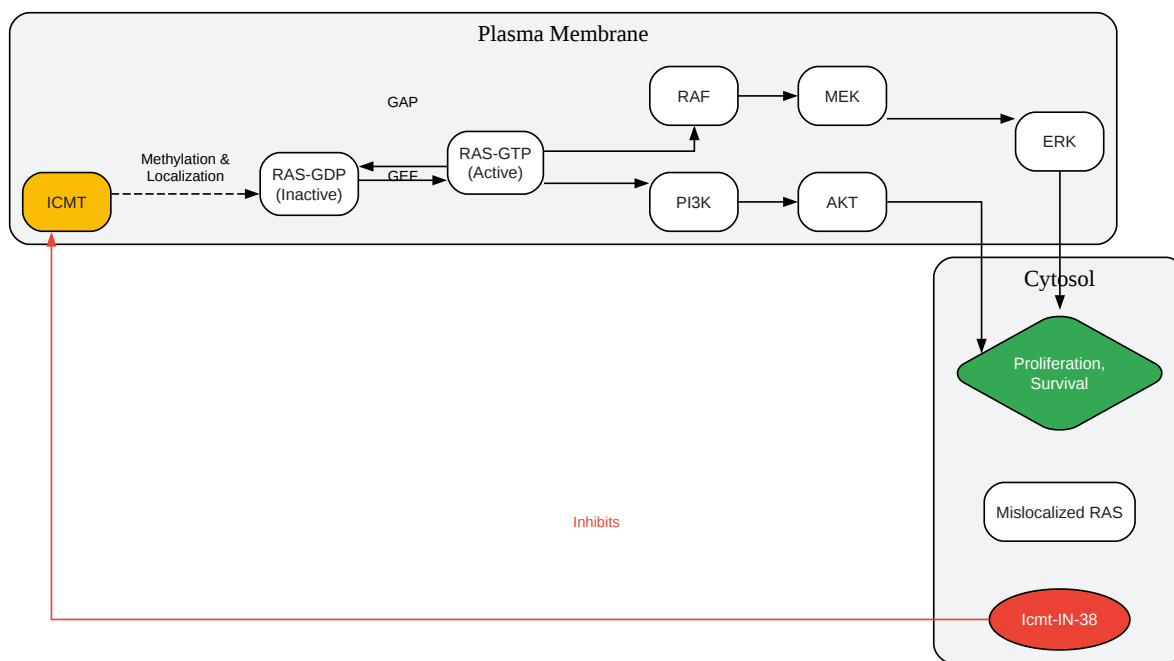 Plasma Membrane
GAP
RAF
MEK
ERK
Methylation &
Localization
RAS-GTP
(Active)
RAS-GDP
(Inactive)
GEF
ICMT
PI3K
AKT
Cytosol
Proliferation,
Survival
Mislocalized RAS
Inhibits
Icmt-IN-38